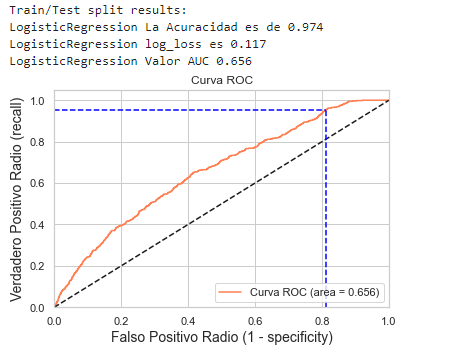 Train/Test split results:
LogisticRegression La Acuracidad es de 0.974
LogisticRegression log_loss es 0.117
LogisticRegression Valor AUC 0.656
Curva ROC
1.0
0.8
0.6
0.4
0.2
0.0
Verdadero Positivo Radio (recall)
Curva ROC (area = 0.656)
0.0 0.2 0.4 0.6 0.8 1.0
Falso Positivo Radio (1 - specificity)